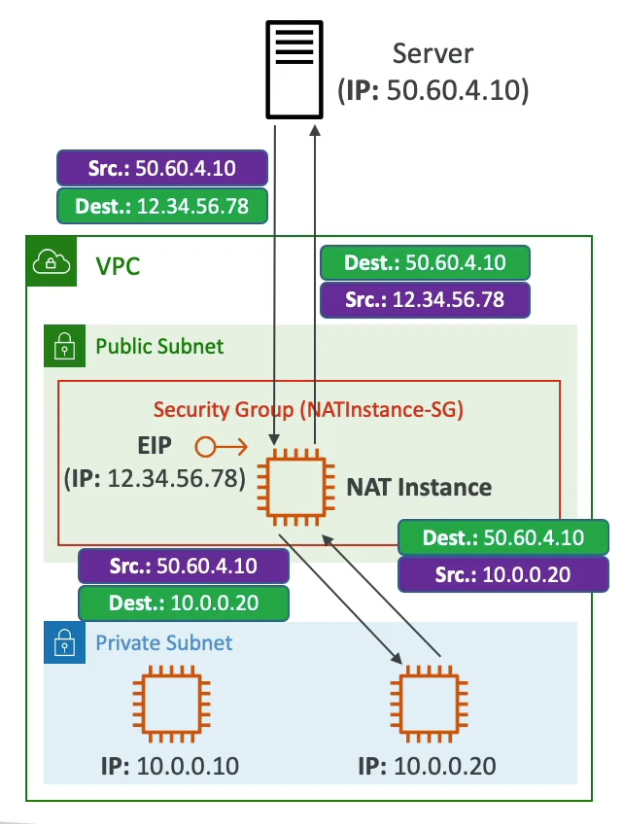 Server
(IP: 50.60.4.10)
Src.: 50.60.4.10
Dest.: 12.34.56.78
VPC
Dest.: 50.60.4.10
Src.: 12.34.56.78
Public Subnet
Security Group (NATInstance-SG)
EIP
(IP: 12.34.56.78)
NAT Instance
Dest.: 50.60.4.10
Src.: 10.0.0.20
Src.: 50.60.4.10
Dest.: 10.0.0.20
Private Subnet
IP: 10.0.0.10
IP: 10.0.0.20